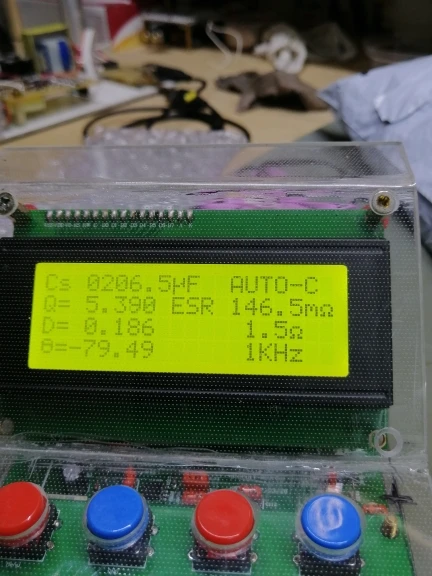 Cs 0206.5µF AUTO-C
Q= 5.390 ESR 146.5mΩ
D= 0.186 1.5Ω
θ=-79.49 1KHz